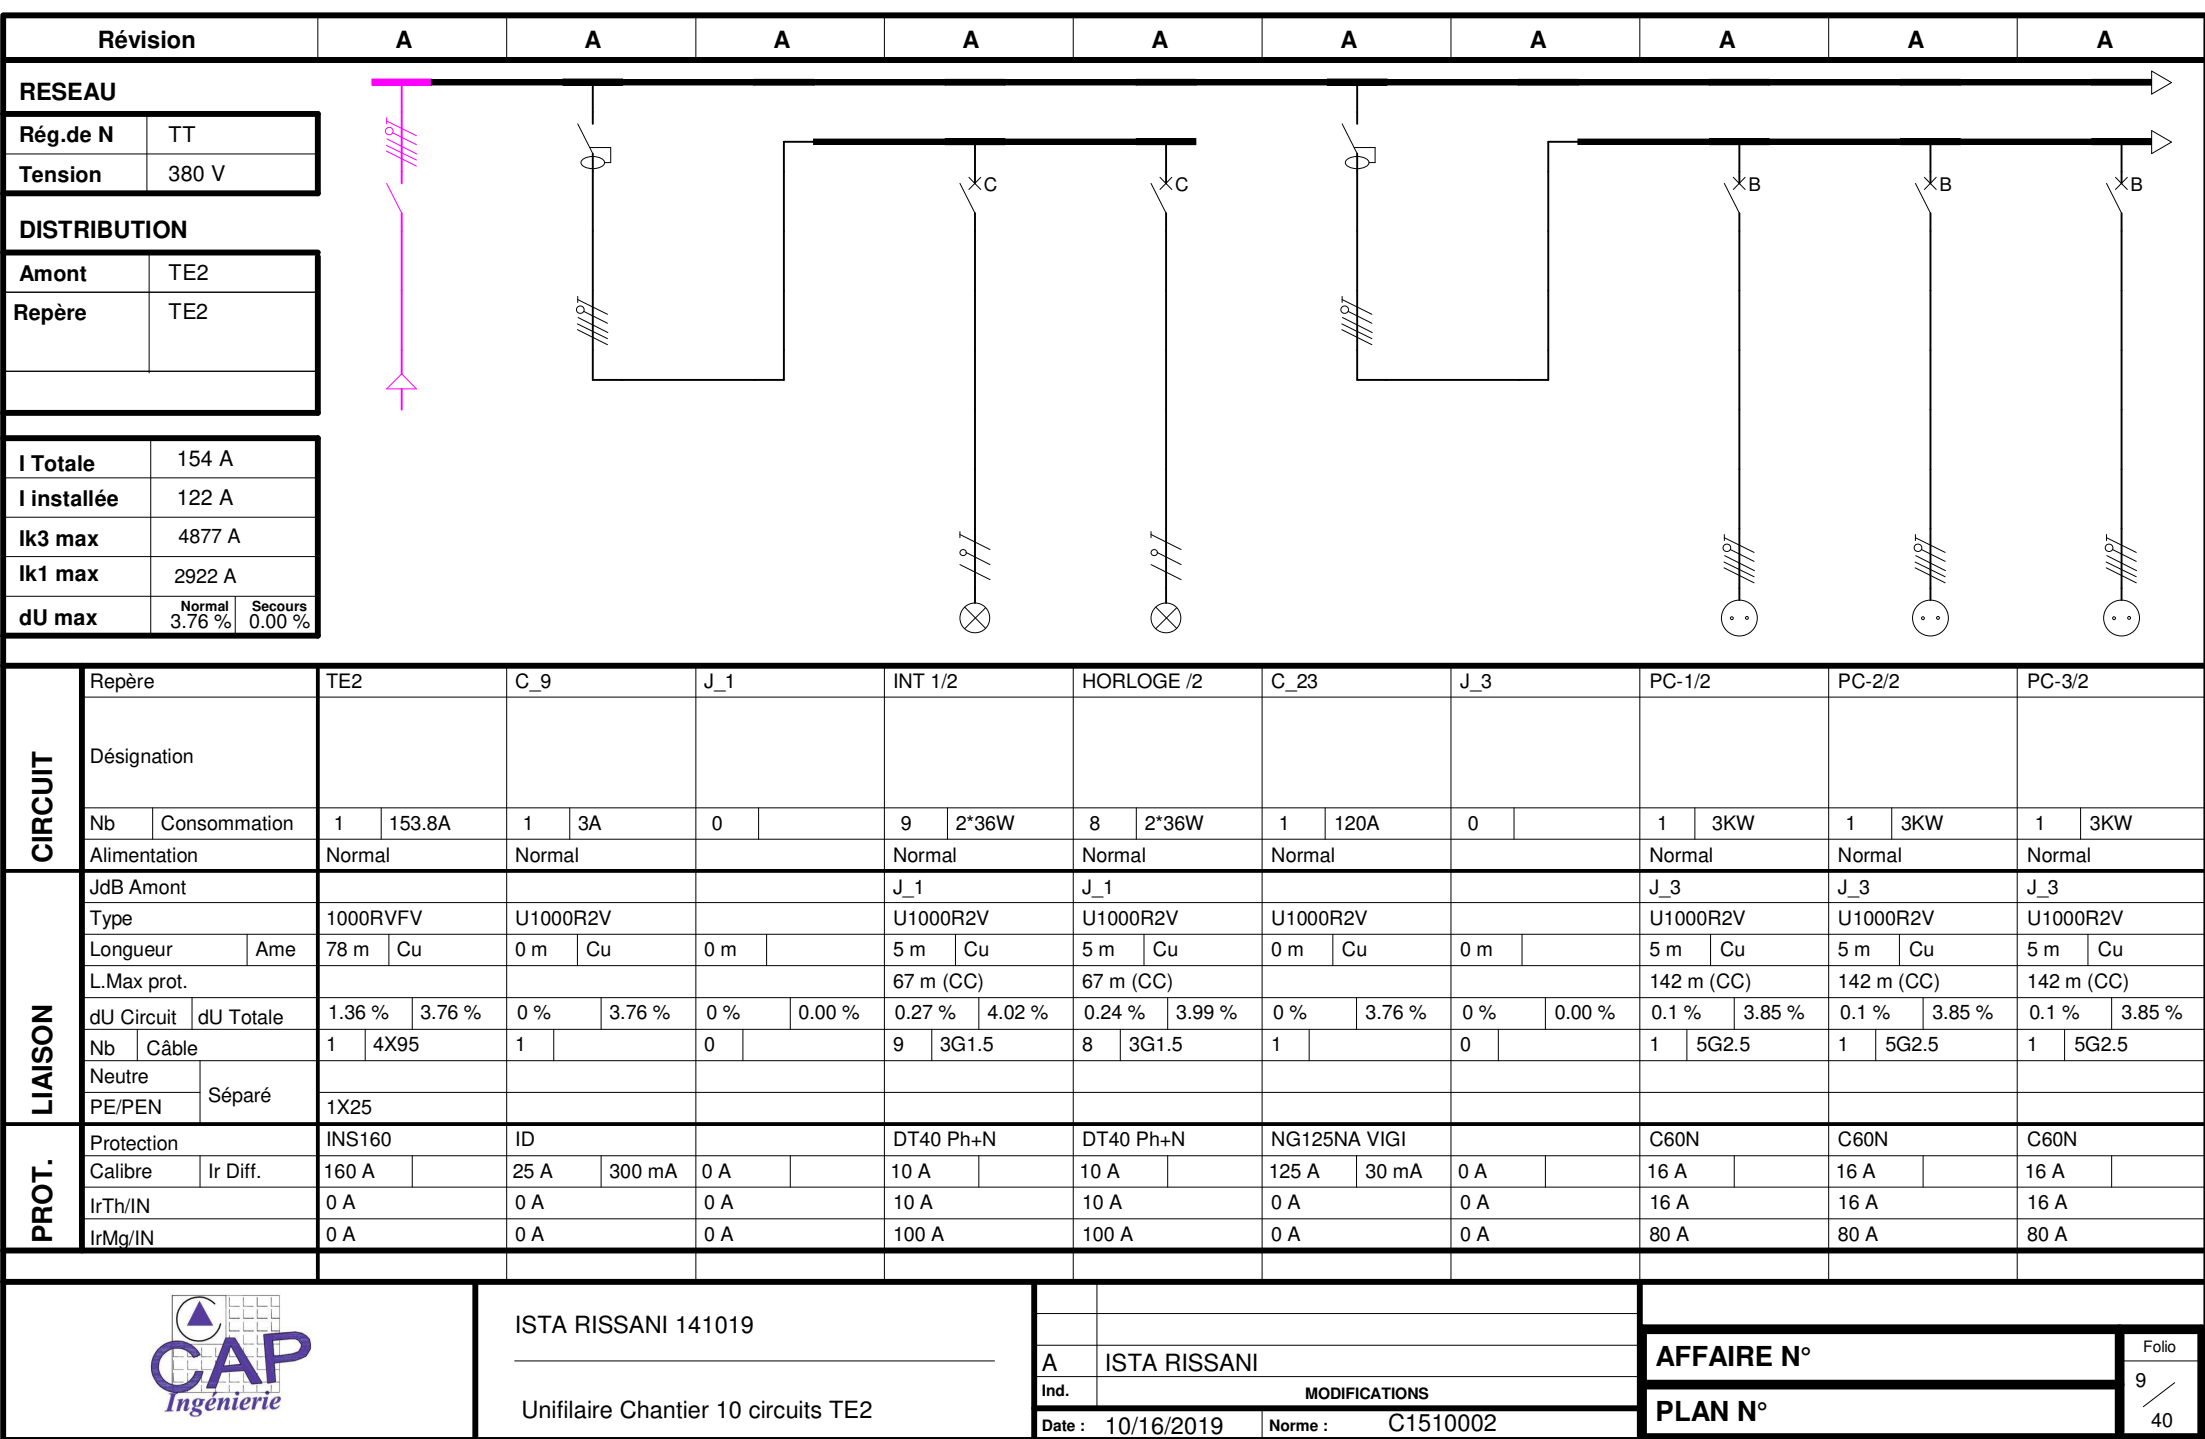 Révision A A A A A A A A A A
RESEAU
Rég.de N TT
Tension 380 V
DISTRIBUTION
Amont TE2
Repère TE2
I Totale 154 A
I installée 122 A
Ik3 max 4877 A
Ik1 max 2922 A
dU max Normal 3.76 % Secours 0.00 %
C C B B B
CIRCUIT
Repère TE2 C_9 J_1 INT 1/2 HORLOGE /2 C_23 J_3 PC-1/2 PC-2/2 PC-3/2
Désignation
Nb Consommation 1 153.8A 1 3A 0 9 2*36W 8 2*36W 1 120A 0 1 3KW 1 3KW 1 3KW
Alimentation Normal Normal Normal Normal Normal Normal Normal Normal
LIAISON
JdB Amont J_1 J_1 J_3 J_3 J_3
Type 1000RVFV U1000R2V U1000R2V U1000R2V U1000R2V U1000R2V U1000R2V U1000R2V
Longueur Ame 78 m Cu 0 m Cu 0 m 5 m Cu 5 m Cu 0 m Cu 0 m 5 m Cu 5 m Cu 5 m Cu
L.Max prot. 67 m (CC) 67 m (CC) 142 m (CC) 142 m (CC) 142 m (CC)
dU Circuit dU Totale 1.36 % 3.76 % 0 % 3.76 % 0 % 0.00 % 0.27 % 4.02 % 0.24 % 3.99 % 0 % 3.76 % 0 % 0.00 % 0.1 % 3.85 % 0.1 % 3.85 % 0.1 % 3.85 %
Nb Câble 1 4X95 1 0 9 3G1.5 8 3G1.5 1 0 1 5G2.5 1 5G2.5 1 5G2.5
Neutre Séparé
PE/PEN 1X25
PROT.
Protection INS160 ID DT40 Ph+N DT40 Ph+N NG125NA VIGI C60N C60N C60N
Calibre Ir Diff. 160 A 25 A 300 mA 0 A 10 A 10 A 125 A 30 mA 0 A 16 A 16 A 16 A
IrTh/IN 0 A 0 A 0 A 10 A 10 A 0 A 0 A 16 A 16 A 16 A
IrMg/IN 0 A 0 A 0 A 100 A 100 A 0 A 0 A 80 A 80 A 80 A
CAP
Ingénierie
ISTA RISSANI 141019
Unifilaire Chantier 10 circuits TE2
A ISTA RISSANI
Ind. MODIFICATIONS
Date : 10/16/2019 Norme : C1510002
AFFAIRE N°
PLAN N°
Folio
9
40